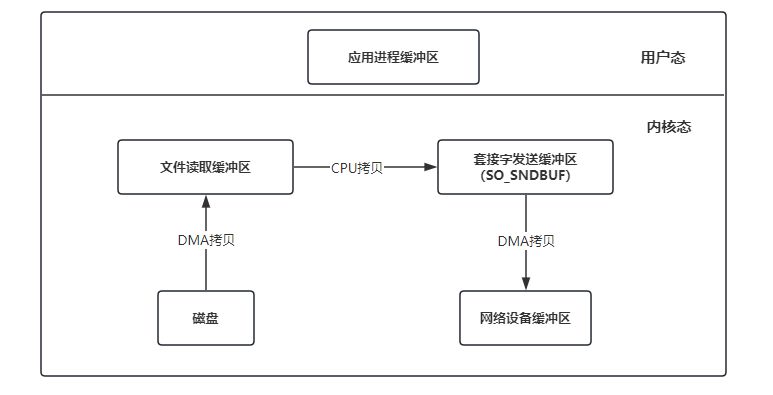 应用进程缓冲区
用户态
内核态
文件读取缓冲区
CPU拷贝
套接字发送缓冲区
（SO_SNDBUF）
DMA拷贝
DMA拷贝
磁盘
网络设备缓冲区